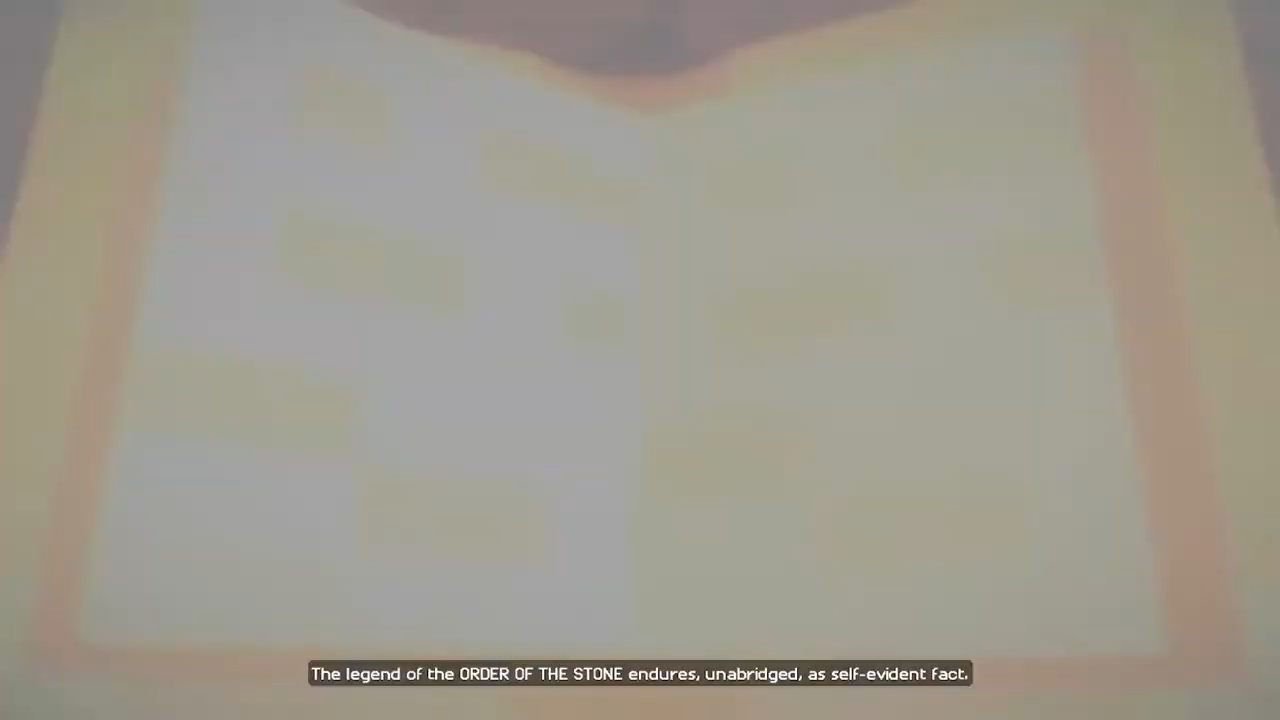 The legend of the ORDER OF THE STONE endures, unabridged, as self-evident fact.